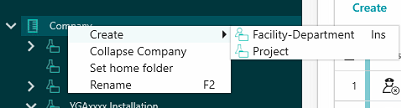 Company
Create
Create
Facility-Department Ins
Collapse Company
Project
Set home folder
Rename F2
1
YGAxxxx Installation